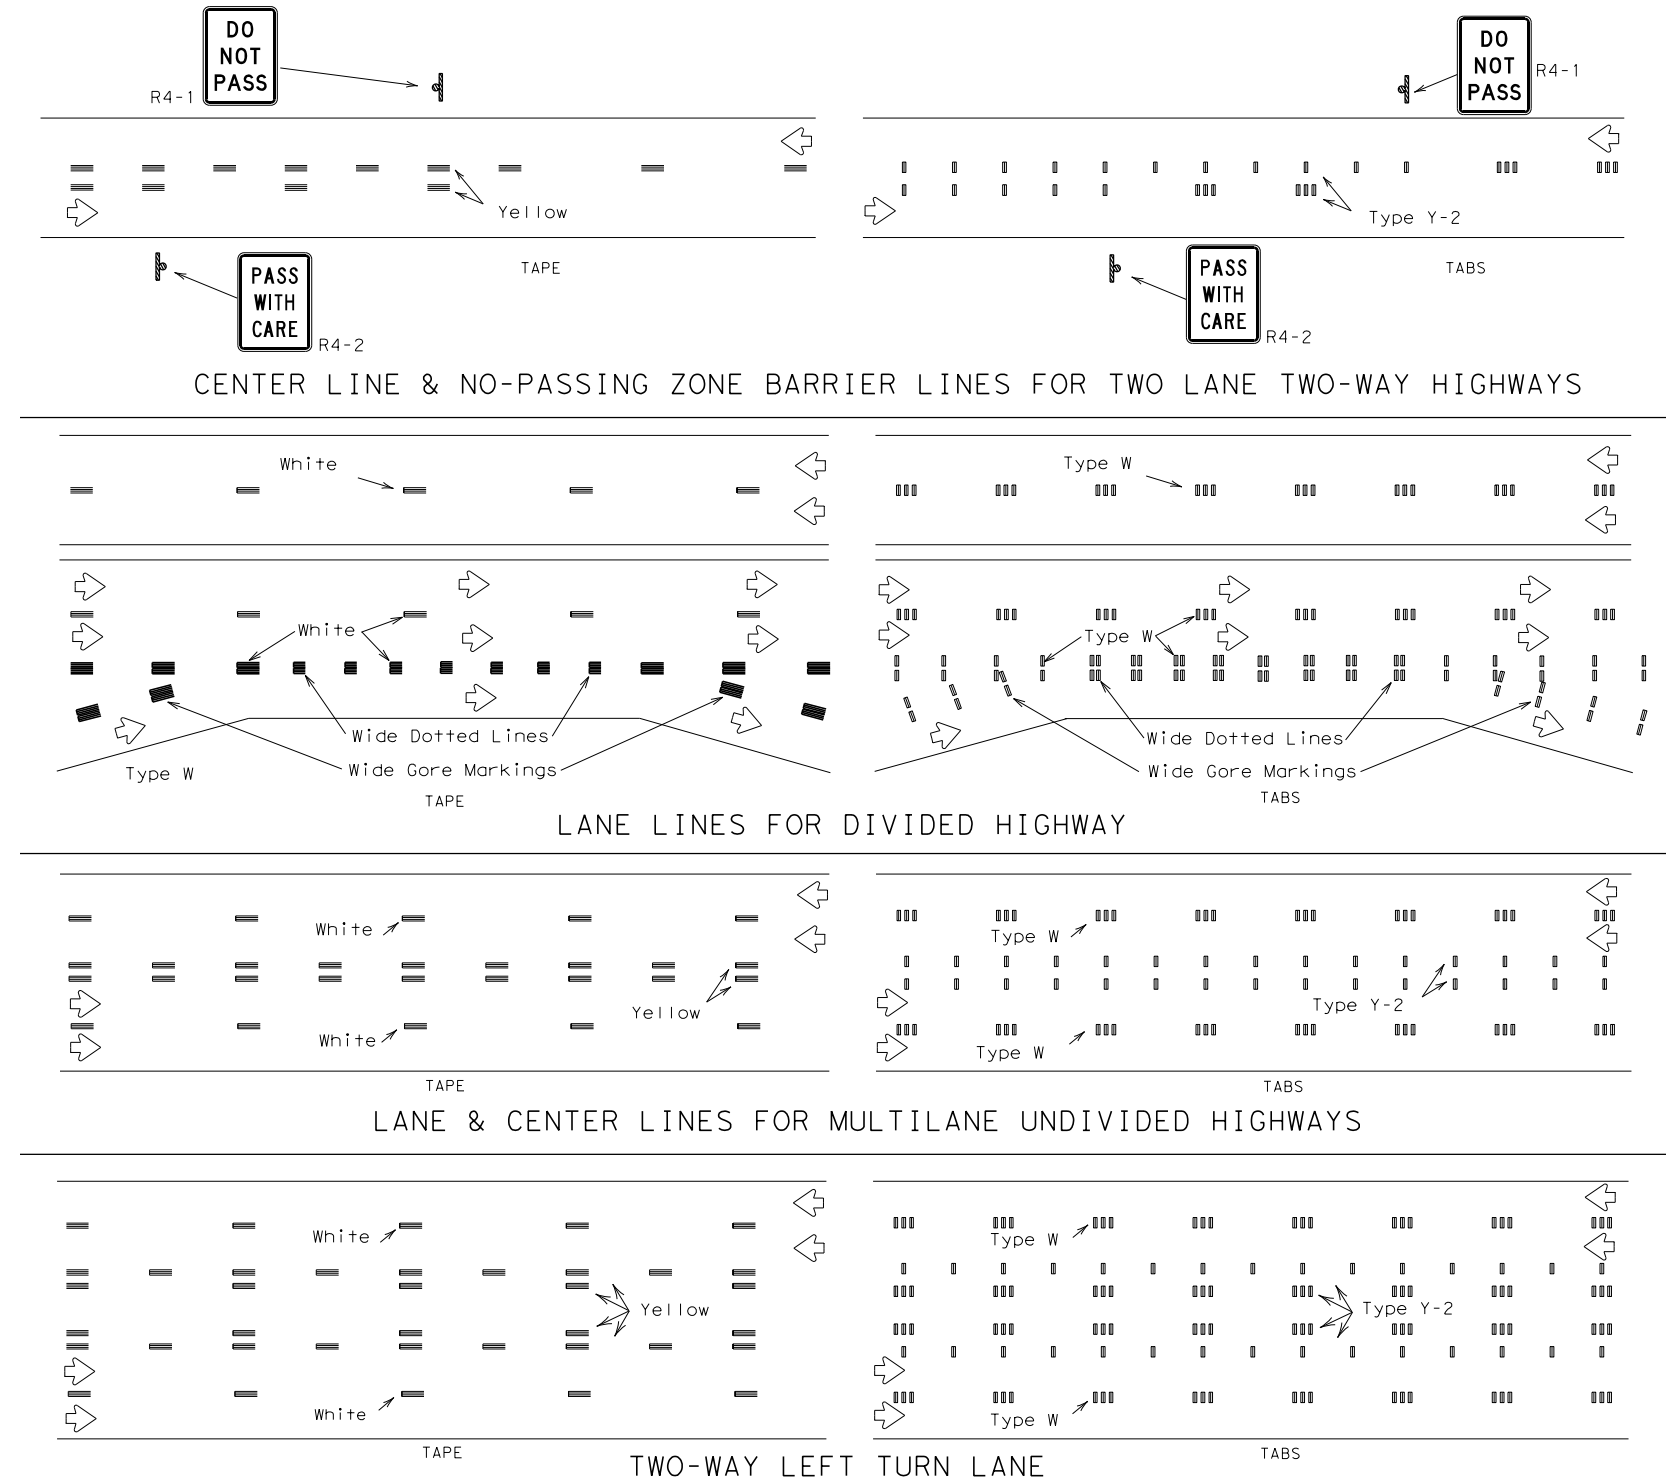 DO
NOT
PASS
R4-1
DO
NOT
PASS
R4-1
Yellow
Type Y-2
PASS
WITH
CARE
R4-2
TAPE
PASS
WITH
CARE
R4-2
TABS
CENTER LINE & NO-PASSING ZONE BARRIER LINES FOR TWO LANE TWO-WAY HIGHWAYS
White
Type W
White
Type W
Wide Dotted Lines
Wide Dotted Lines
Wide Gore Markings
Wide Gore Markings
Type W
TAPE
TABS
LANE LINES FOR DIVIDED HIGHWAY
White
Type W
Yellow
Type Y-2
White
Type W
TAPE
TABS
LANE & CENTER LINES FOR MULTILANE UNDIVIDED HIGHWAYS
White
Type W
Yellow
Type Y-2
White
Type W
TAPE
TABS
TWO-WAY LEFT TURN LANE